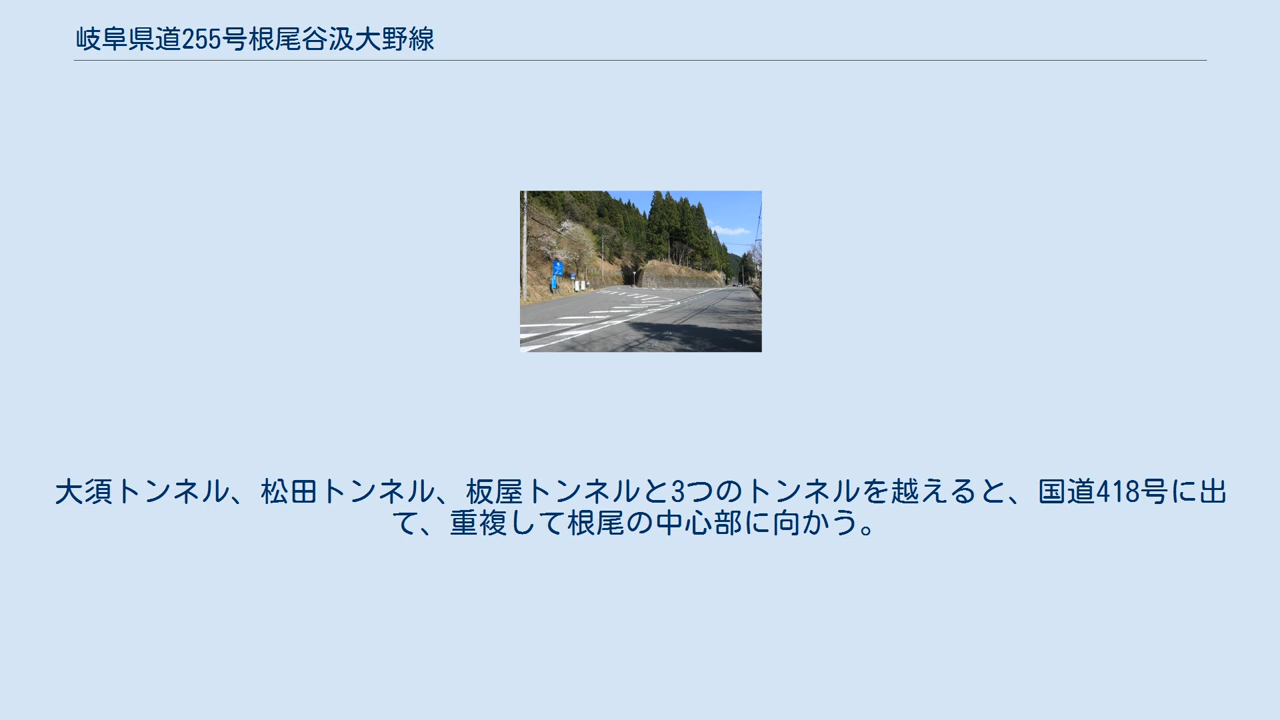 岐阜県道255号根尾谷汲大野線
大須トンネル、松田トンネル、板屋トンネルと3つのトンネルを越えると、国道418号に出
て、重複して根尾の中心部に向かう。